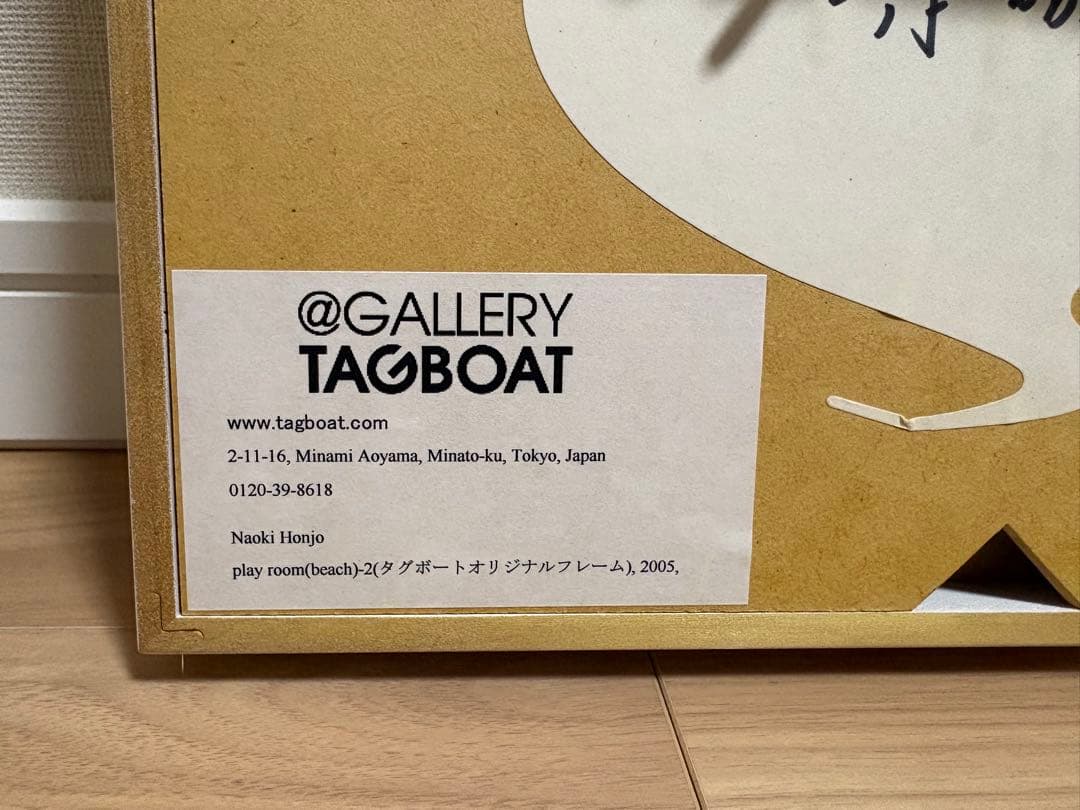 @GALLERY
TAGBOAT
www.tagboat.com
2-11-16, Minami Aoyama, Minato-ku, Tokyo, Japan
0120-39-8618
Naoki Honjo
play room(beach)-2(タグボートオリジナルフレーム), 2005,